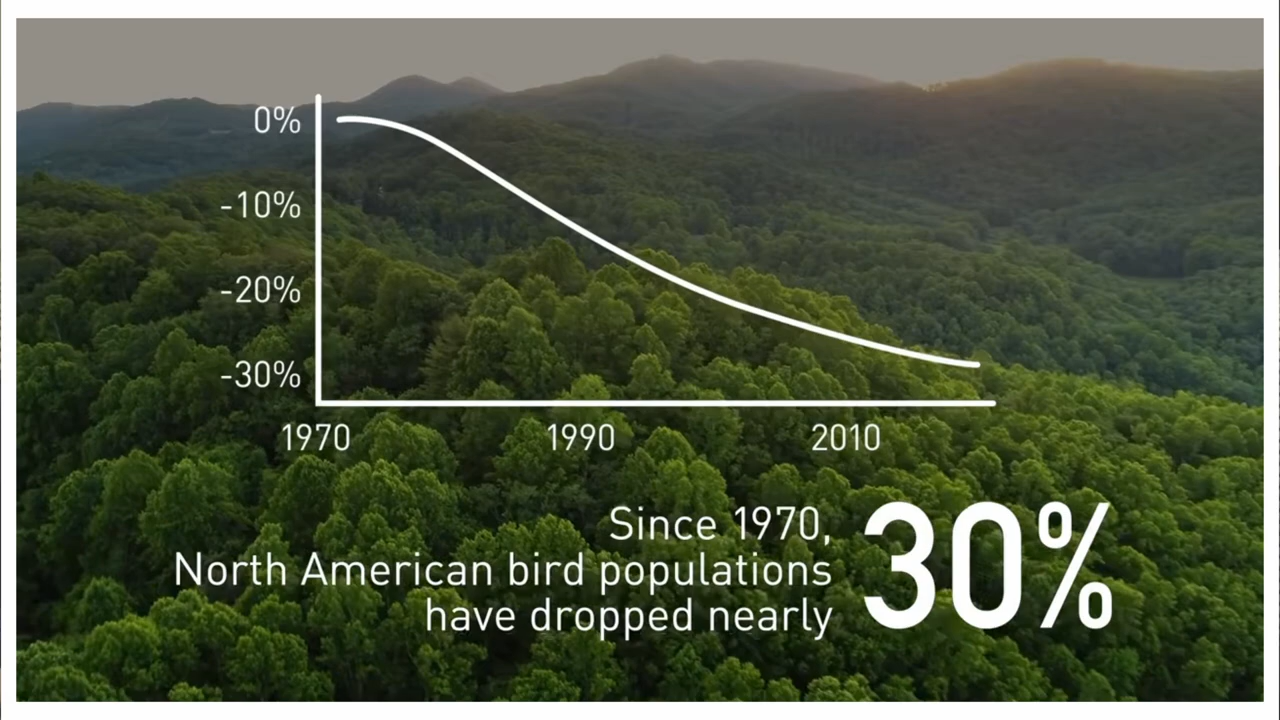 0%
-10%
-20%
-30%
1970 1990 2010
Since 1970,
North American bird populations
have dropped nearly
30%